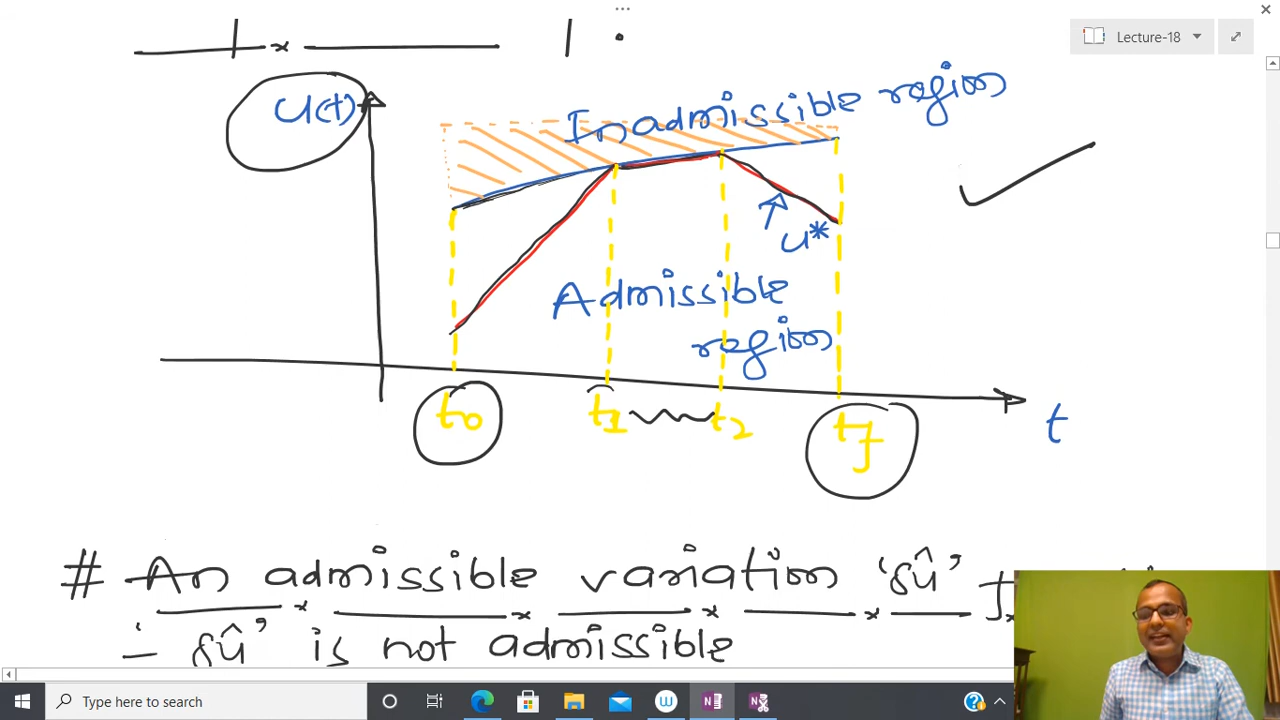 Lecture-18
u(t)
Inadmissible region
u*
Admissible
region
t0 t1 t2 tf
t
# An admissible variation 'δû'
'- δû' is not admissible
Type here to search